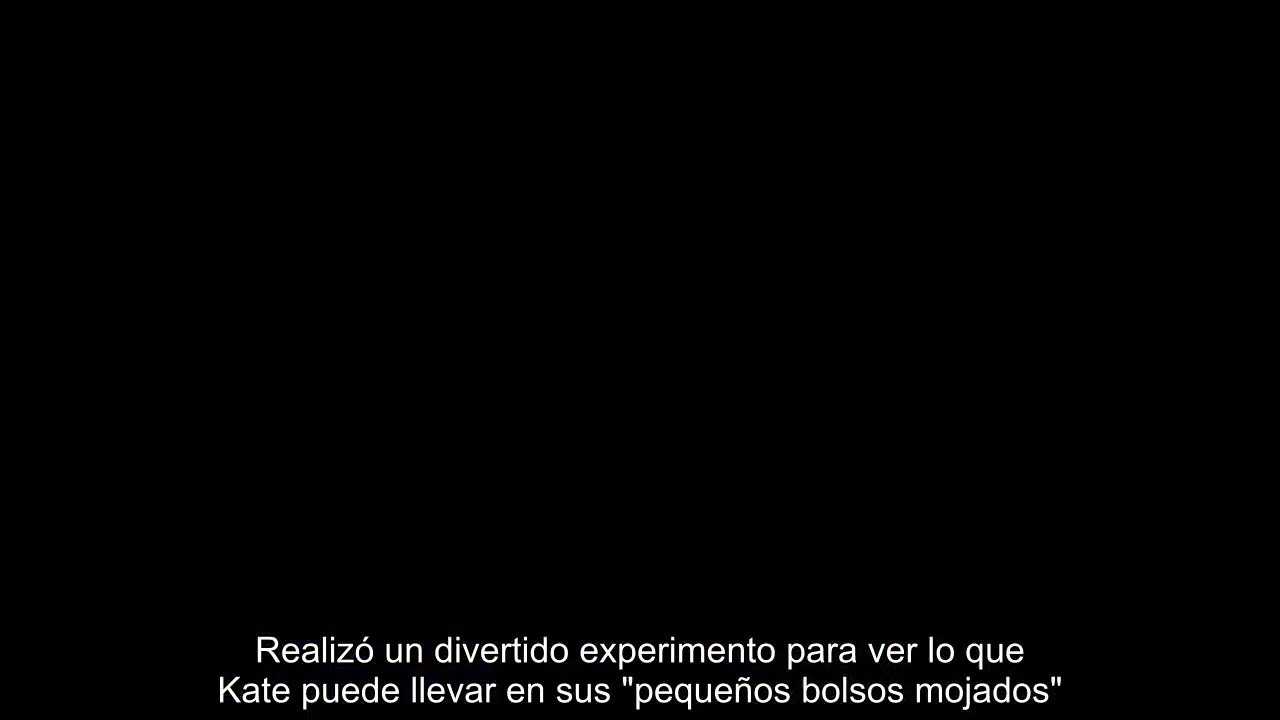 Realizó un divertido experimento para ver lo que
Kate puede llevar en sus "pequeños bolsos mojados"